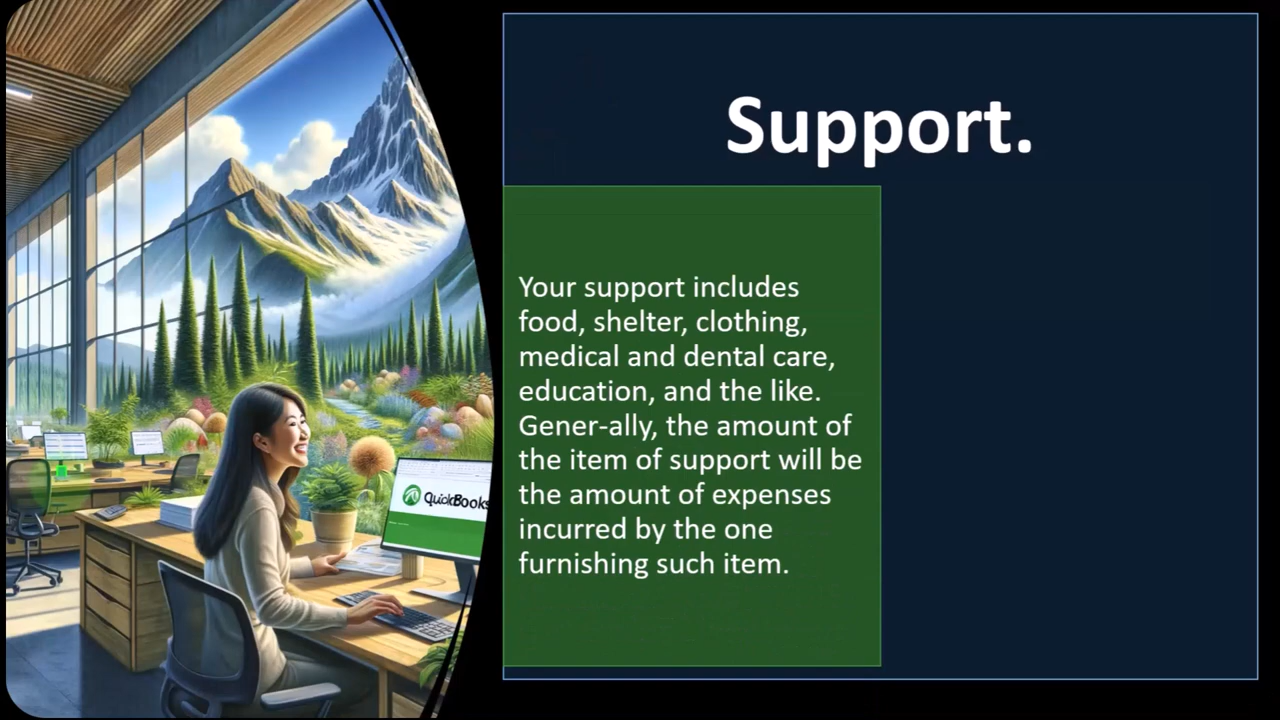 Support.
Your support includes
food, shelter, clothing,
medical and dental care,
education, and the like.
Gener-ally, the amount of
the item of support will be
the amount of expenses
incurred by the one
furnishing such item.
QuickBooks